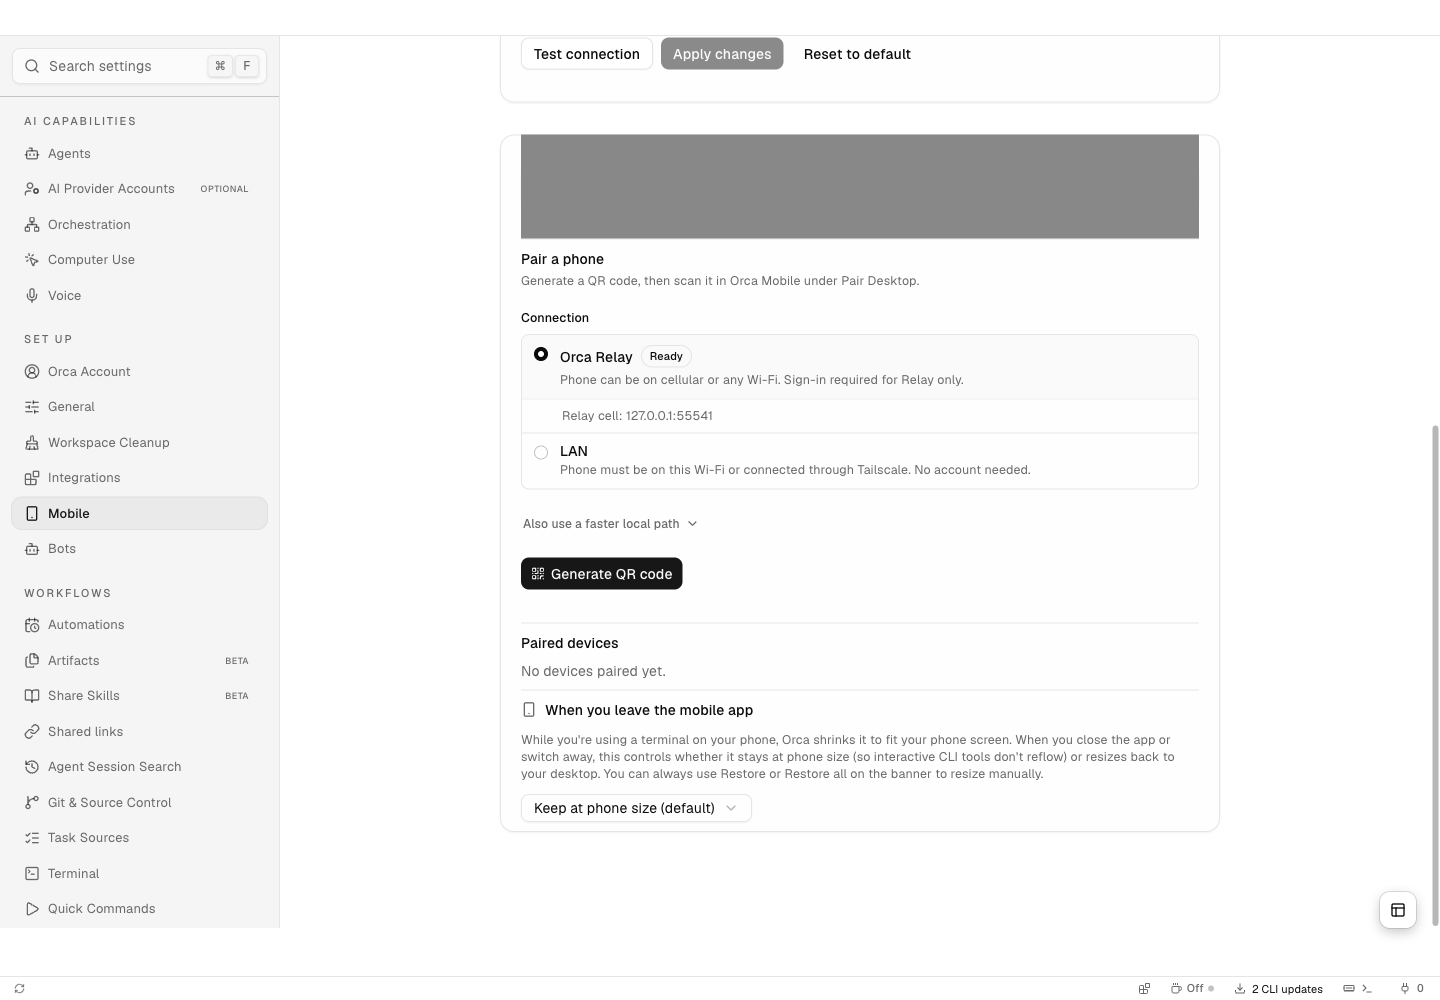 Search settings ⌘ F
AI CAPABILITIES
Agents
AI Provider Accounts OPTIONAL
Orchestration
Computer Use
Voice
SET UP
Orca Account
General
Workspace Cleanup
Integrations
Mobile
Bots
WORKFLOWS
Automations
Artifacts BETA
Share Skills BETA
Shared links
Agent Session Search
Git & Source Control
Task Sources
Terminal
Quick Commands
Test connection Apply changes Reset to default
Pair a phone
Generate a QR code, then scan it in Orca Mobile under Pair Desktop.
Connection
Orca Relay Ready
Phone can be on cellular or any Wi-Fi. Sign-in required for Relay only.
Relay cell: 127.0.0.1:55541
LAN
Phone must be on this Wi-Fi or connected through Tailscale. No account needed.
Also use a faster local path
Generate QR code
Paired devices
No devices paired yet.
When you leave the mobile app
While you're using a terminal on your phone, Orca shrinks it to fit your phone screen. When you close the app or
switch away, this controls whether it stays at phone size (so interactive CLI tools don't reflow) or resizes back to
your desktop. You can always use Restore or Restore all on the banner to resize manually.
Keep at phone size (default)
Off 2 CLI updates 0